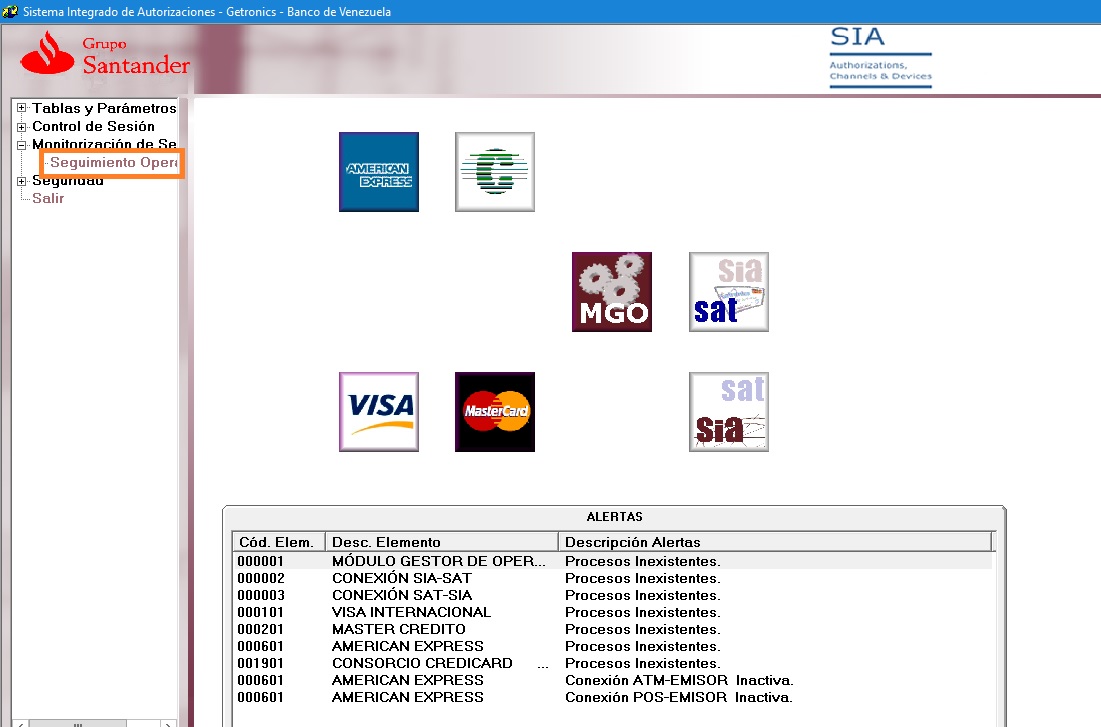 Sistema Integrado de Autorizaciones - Getronics - Banco de Venezuela
Grupo
Santander
SIA
Authorizations,
Channels & Devices
Tablas y Parámetros
Control de Sesión
Monitorización de Se
Seguimiento Opera
Seguridad
Salir
AMERICAN
EXPRESS
C
MGO
sia
sat
VISA
MasterCard
sat
sia
ALERTAS
Cód. Elem. Desc. Elemento Descripción Alertas
000001 MÓDULO GESTOR DE OPER... Procesos Inexistentes.
000002 CONEXIÓN SIA-SAT Procesos Inexistentes.
000003 CONEXIÓN SAT-SIA Procesos Inexistentes.
000101 VISA INTERNACIONAL Procesos Inexistentes.
000201 MASTER CREDITO Procesos Inexistentes.
000601 AMERICAN EXPRESS Procesos Inexistentes.
001901 CONSORCIO CREDICARD ... Procesos Inexistentes.
000601 AMERICAN EXPRESS Conexión ATM-EMISOR Inactiva.
000601 AMERICAN EXPRESS Conexión POS-EMISOR Inactiva.